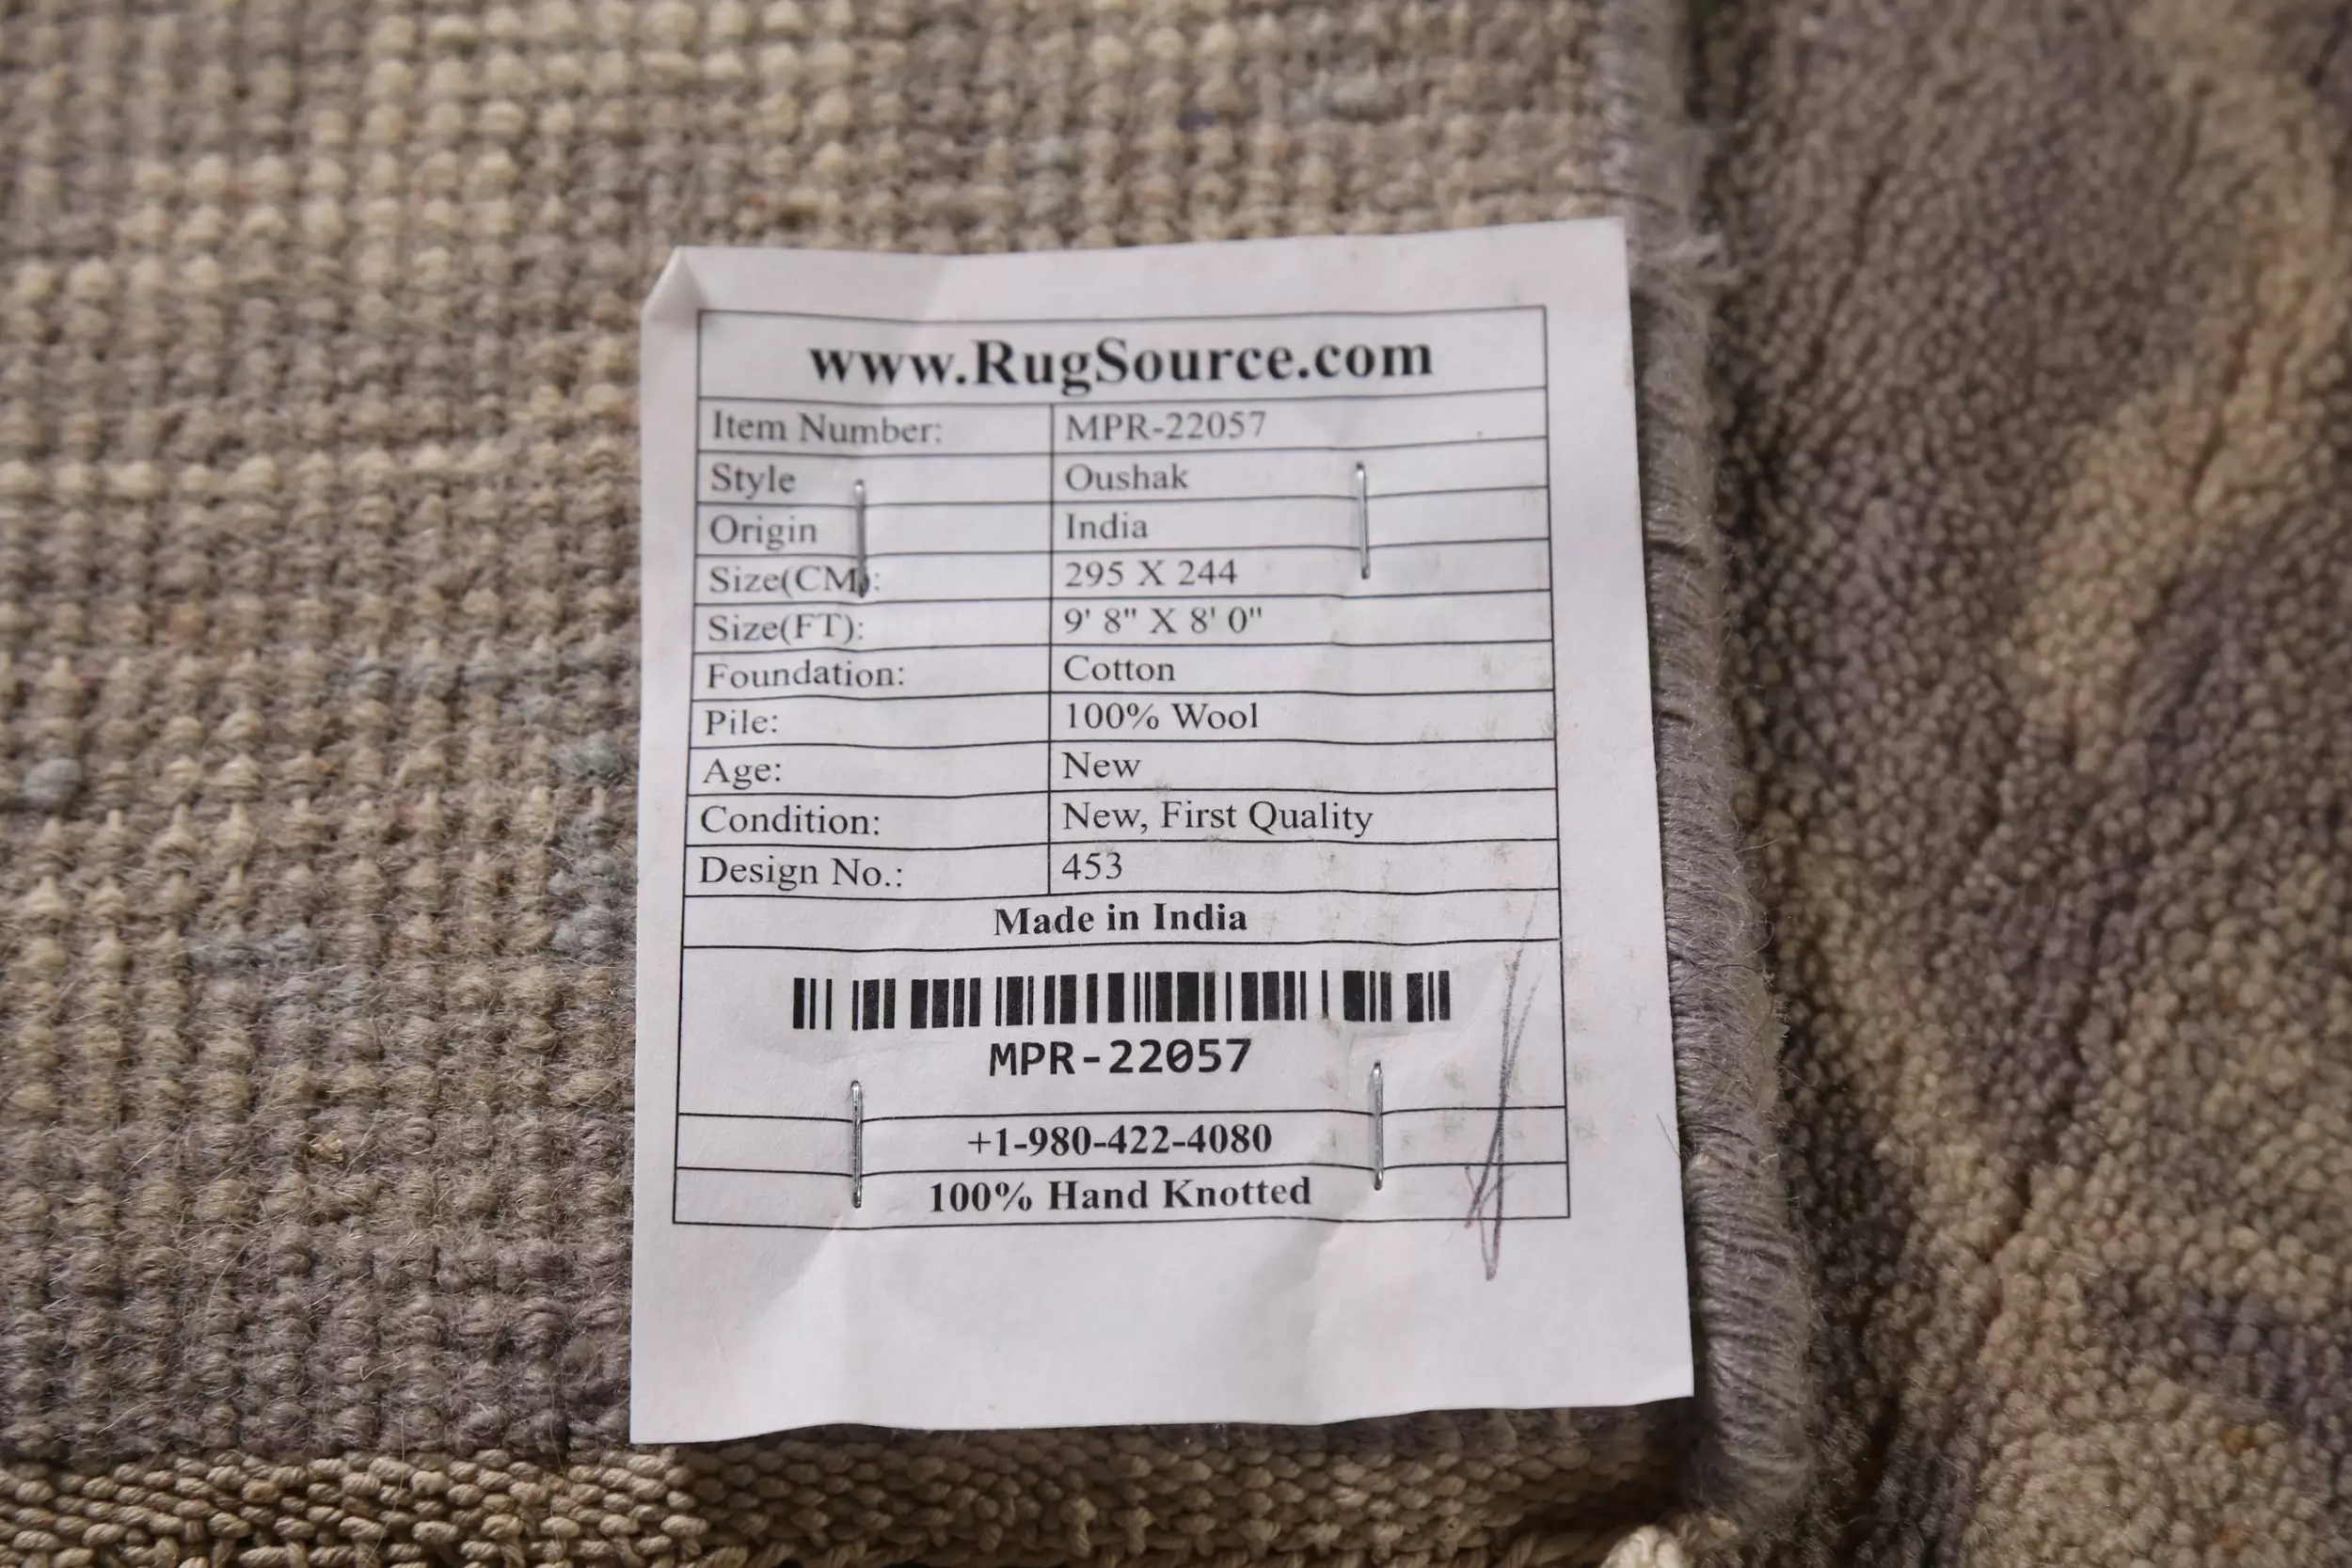 www.RugSource.com
Item Number: MPR-22057
Style Oushak
Origin India
Size(CM): 295 X 244
Size(FT): 9' 8" X 8' 0"
Foundation: Cotton
Pile: 100% Wool
Age: New
Condition: New, First Quality
Design No.: 453
Made in India
MPR-22057
+1-980-422-4080
100% Hand Knotted